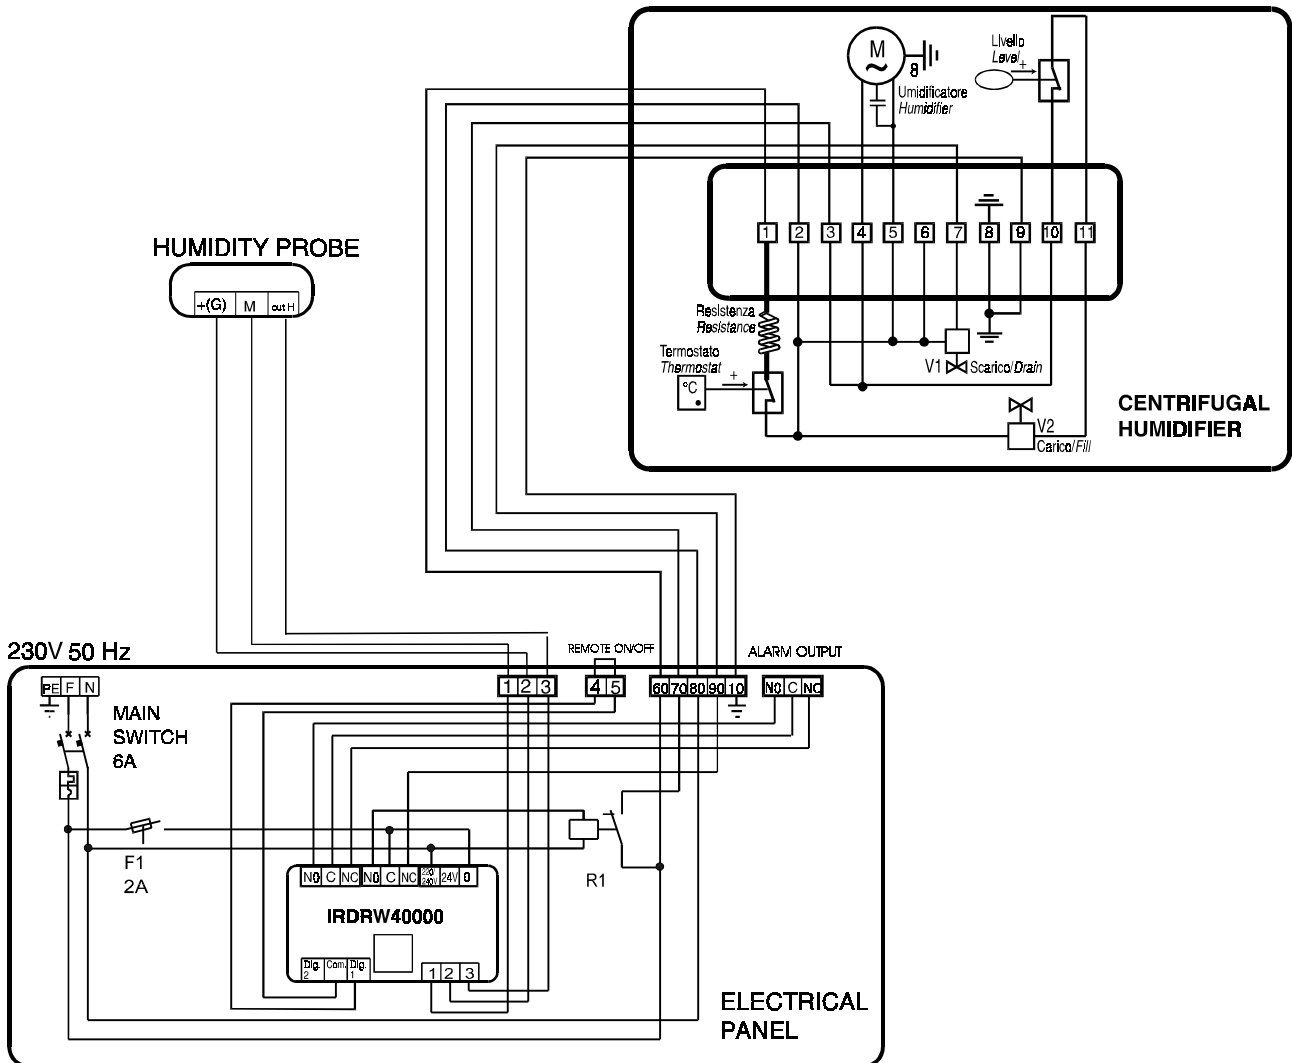 M
~
8
Umidificatore
Humidifier
Livello
Level
+
1 2 3 4 5 6 7 8 9 10 11
HUMIDITY PROBE
+(G) M out H
Resistenza
Resistance
Termostato
Thermostat
°C
+
V1
Scarico/Drain
V2
Carico/Fill
CENTRIFUGAL
HUMIDIFIER
230V 50 Hz
REMOTE ON/OFF
ALARM OUTPUT
PE F N
1 2 3
4 5
60 70 80 90 10
NO C NC
MAIN
SWITCH
6A
F1
2A
R1
NO C NC NO C NC 220/ 240V 24V 0
IRDRW40000
Dig. 2 Com. Dig. 1
1 2 3
ELECTRICAL
PANEL